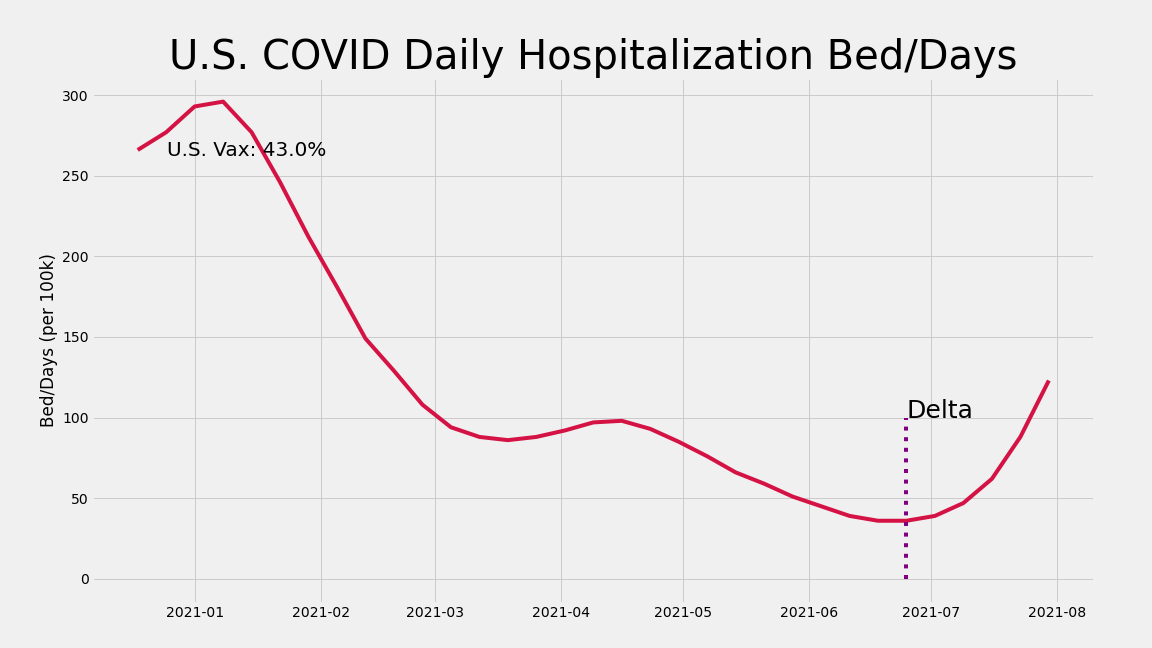 U.S. COVID Daily Hospitalization Bed/Days
300
U.S. Vax: 43.0%
250
200
Bed/Days (per 100k)
150
100
Delta
50
0
2021-01 2021-02 2021-03 2021-04 2021-05 2021-06 2021-07 2021-08